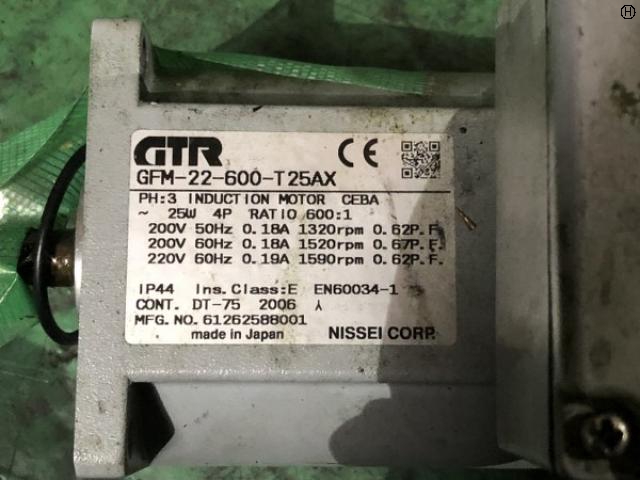 GTR
CE
GFM-22-600-T25AX
PH:3 INDUCTION MOTOR CEBA
~ 25W 4P RATIO 600:1
200V 50Hz 0.18A 1320rpm 0.62P.F.
200V 60Hz 0.18A 1520rpm 0.67P.F.
220V 60Hz 0.19A 1590rpm 0.62P.F.
IP44 Ins.Class:E EN60034-1
CONT. DT-75 2006 人
MFG.NO.61262588001
made in Japan NISSEI CORP.
H